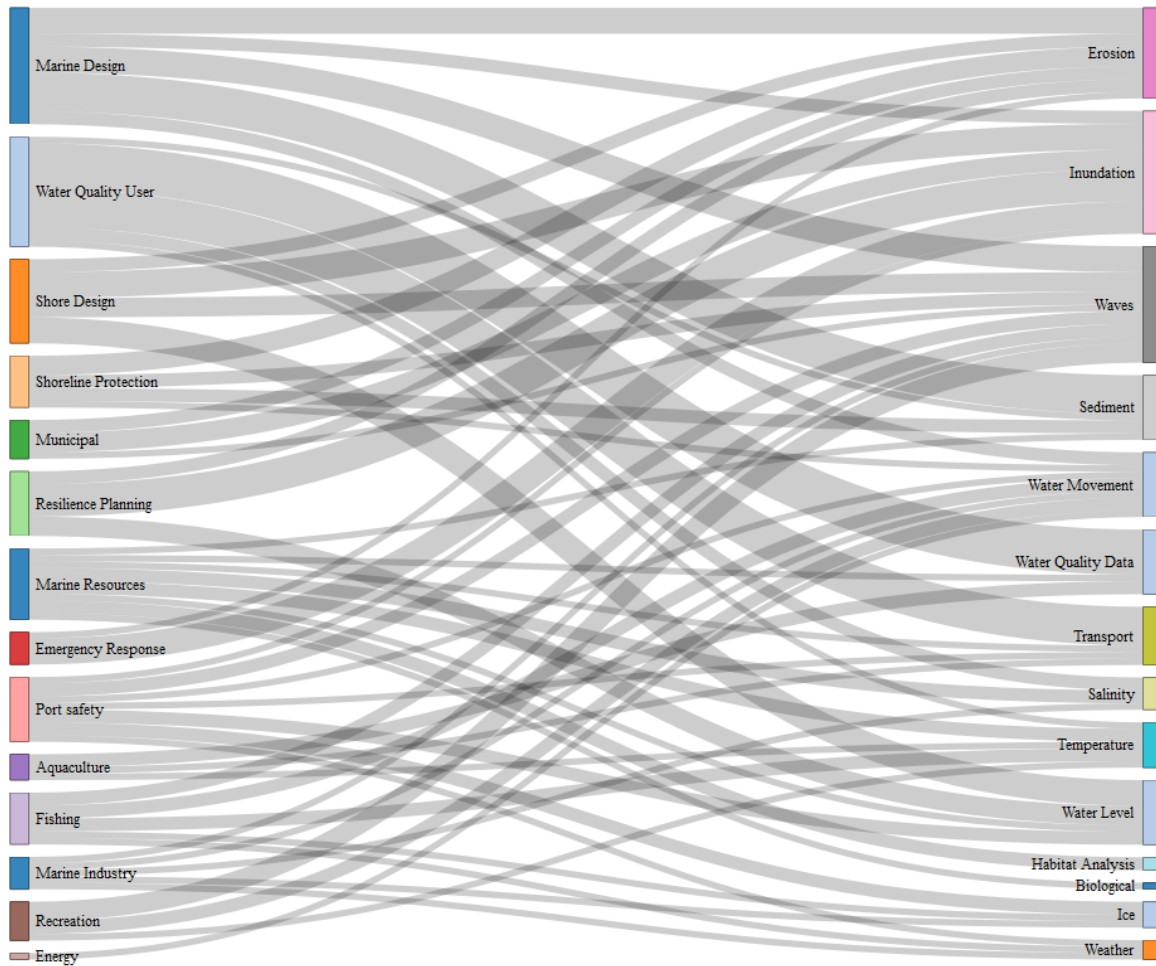 Marine Design
Water Quality User
Shore Design
Shoreline Protection
Municipal
Resilience Planning
Marine Resources
Emergency Response
Port safety
Aquaculture
Fishing
Marine Industry
Recreation
Energy
Erosion
Inundation
Waves
Sediment
Water Movement
Water Quality Data
Transport
Salinity
Temperature
Water Level
Habitat Analysis
Biological
Ice
Weather